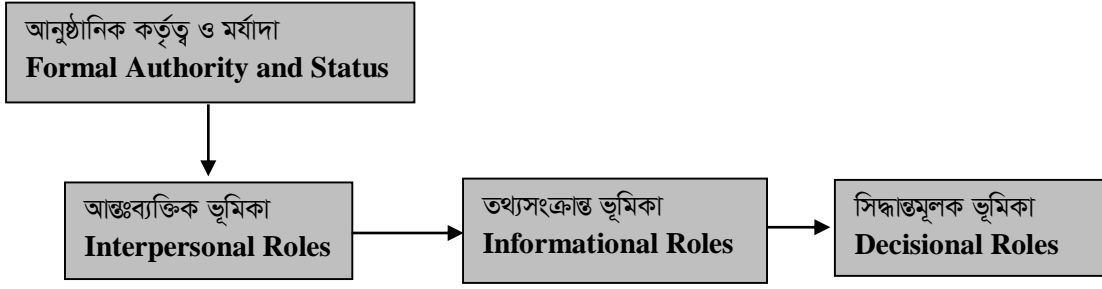 আনুষ্ঠানিক কর্তৃত্ব ও মর্যাদা
Formal Authority and Status
আন্তঃব্যক্তিক ভূমিকা
Interpersonal Roles
তথ্যসংক্রান্ত ভূমিকা
Informational Roles
সিদ্ধান্তমূলক ভূমিকা
Decisional Roles